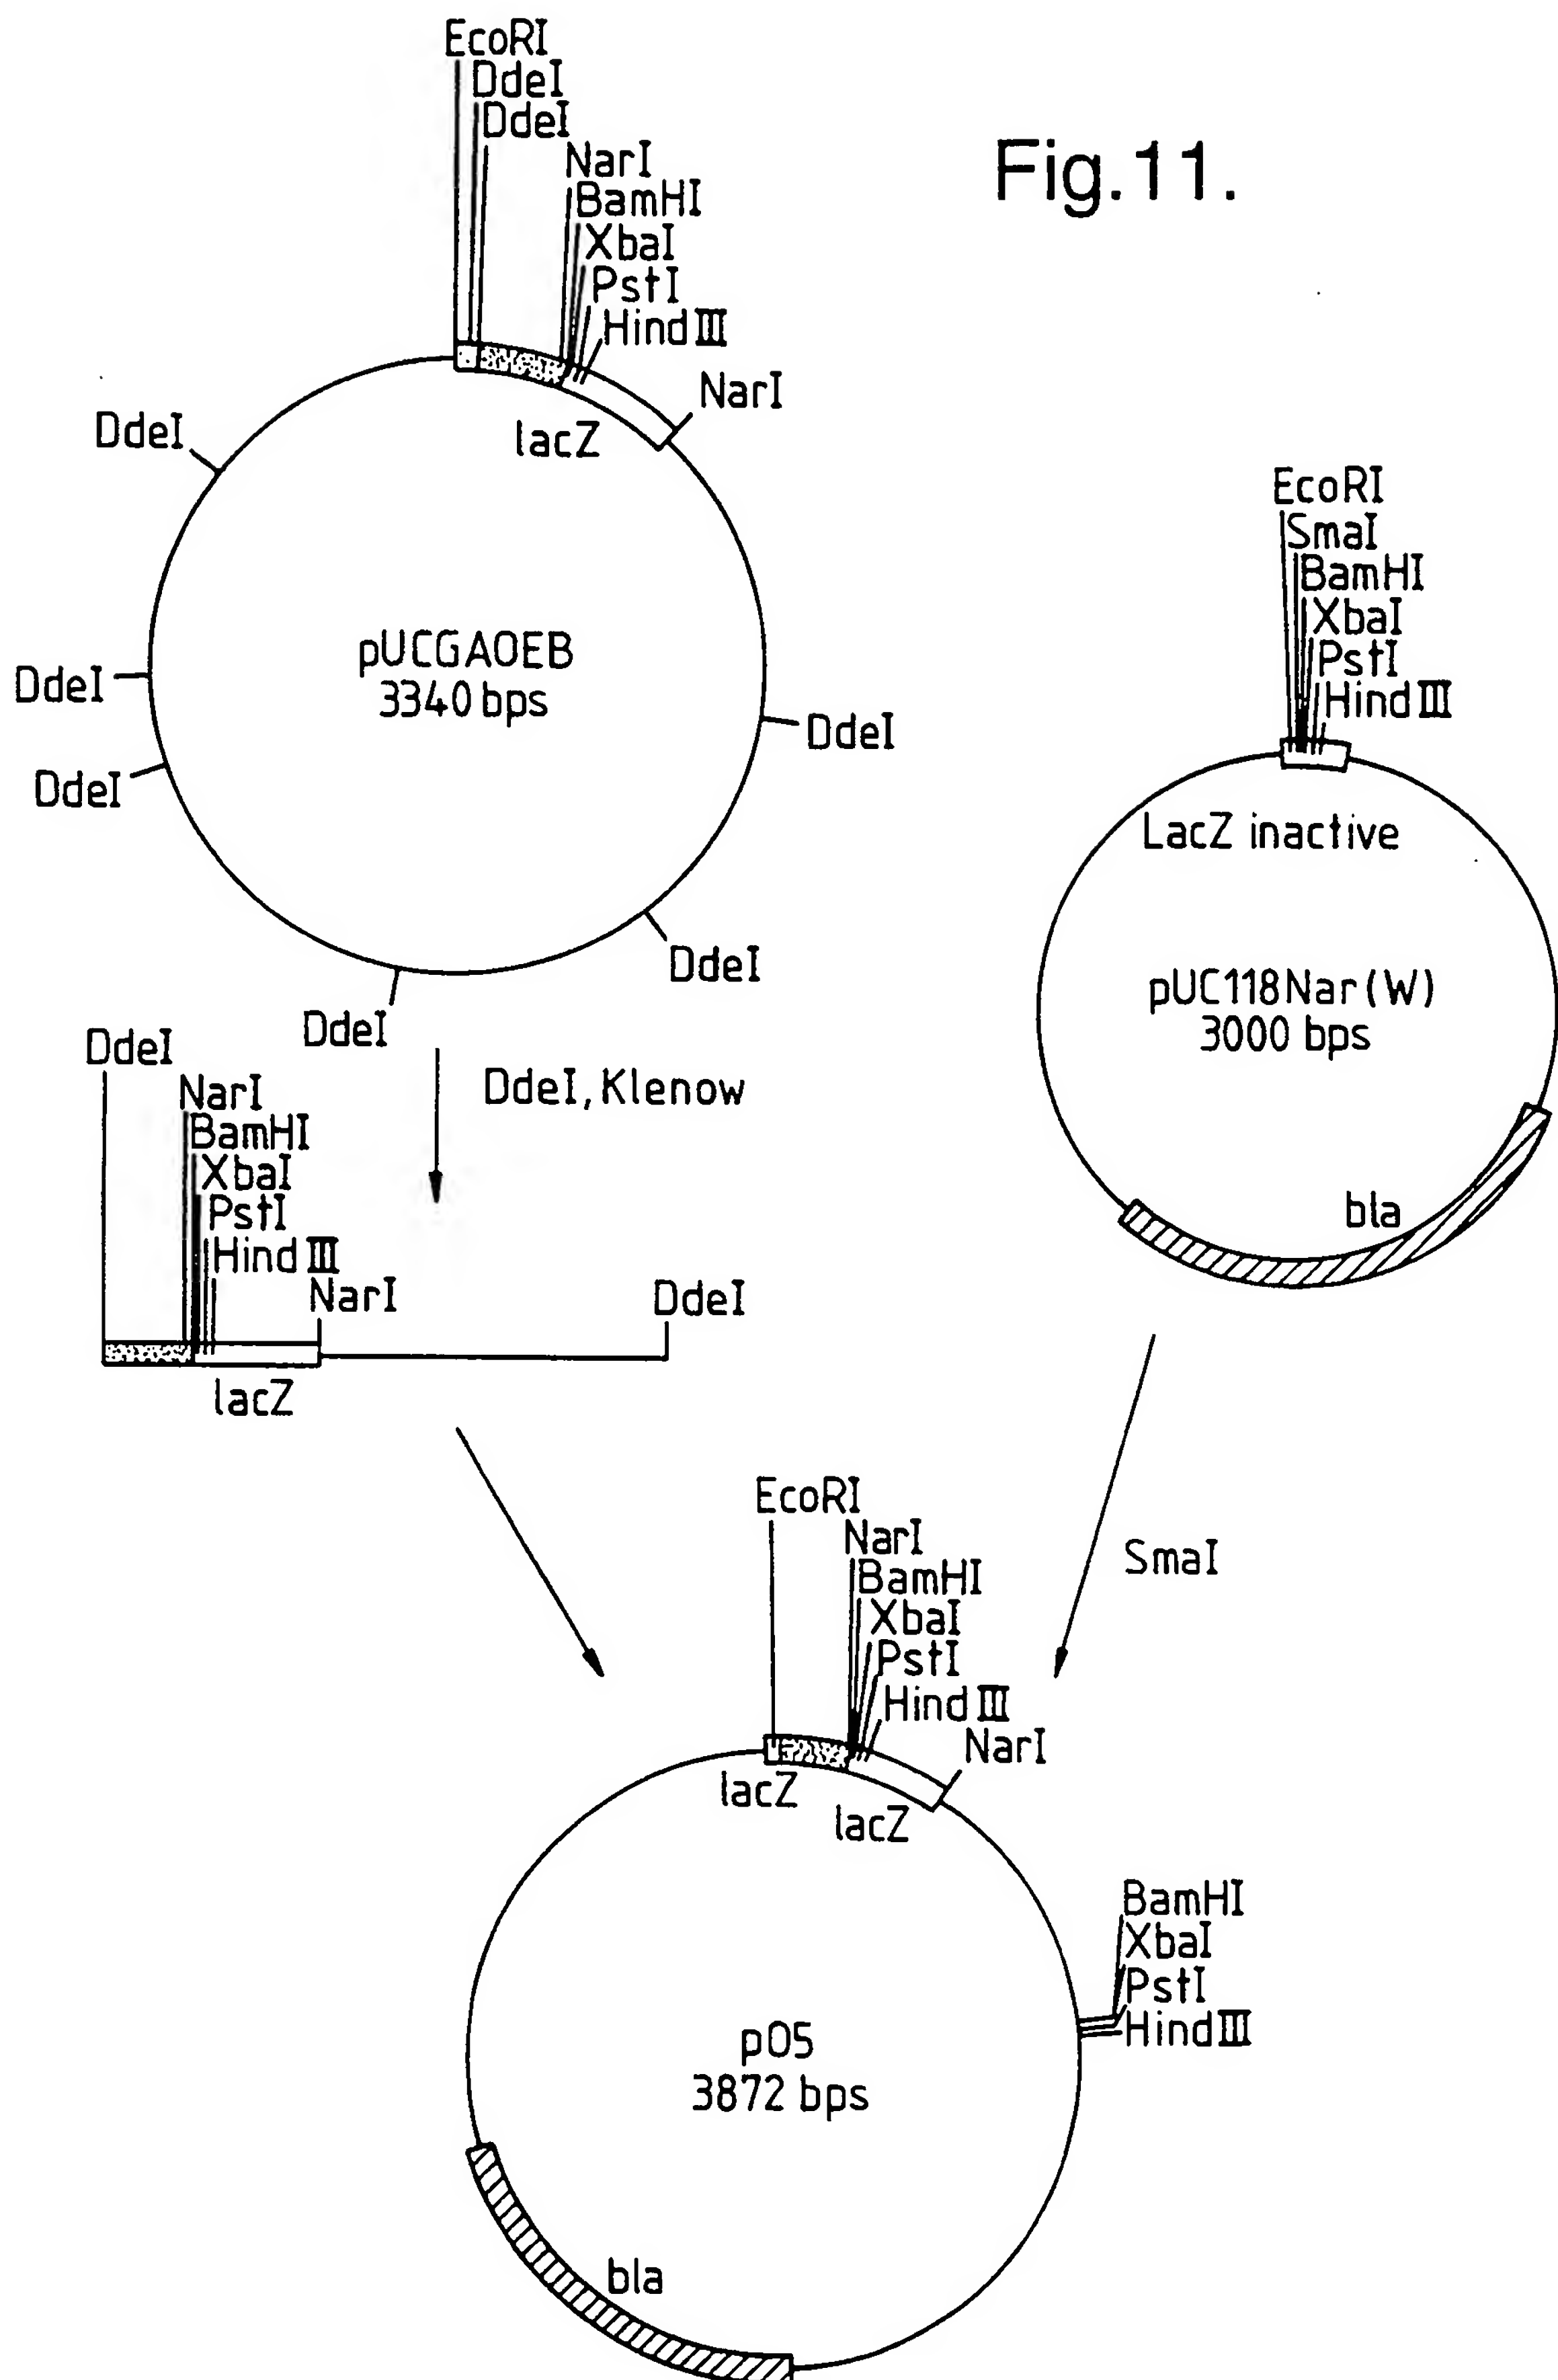 Fig.11.
EcoRI
DdeI
DdeI
NarI
BamHI
XbaI
PstI
Hind III
NarI
lacZ
DdeI
DdeI
DdeI
DdeI
DdeI
DdeI
pUCGAOEB
3340 bps
EcoRI
SmaI
BamHI
XbaI
PstI
Hind III
LacZ inactive
pUC118Nar(W)
3000 bps
bla
DdeI, Klenow
DdeI
NarI
BamHI
XbaI
PstI
Hind III
NarI
DdeI
lacZ
SmaI
EcoRI
NarI
BamHI
XbaI
PstI
Hind III
NarI
lacZ
lacZ
BamHI
XbaI
PstI
Hind III
pO5
3872 bps
bla